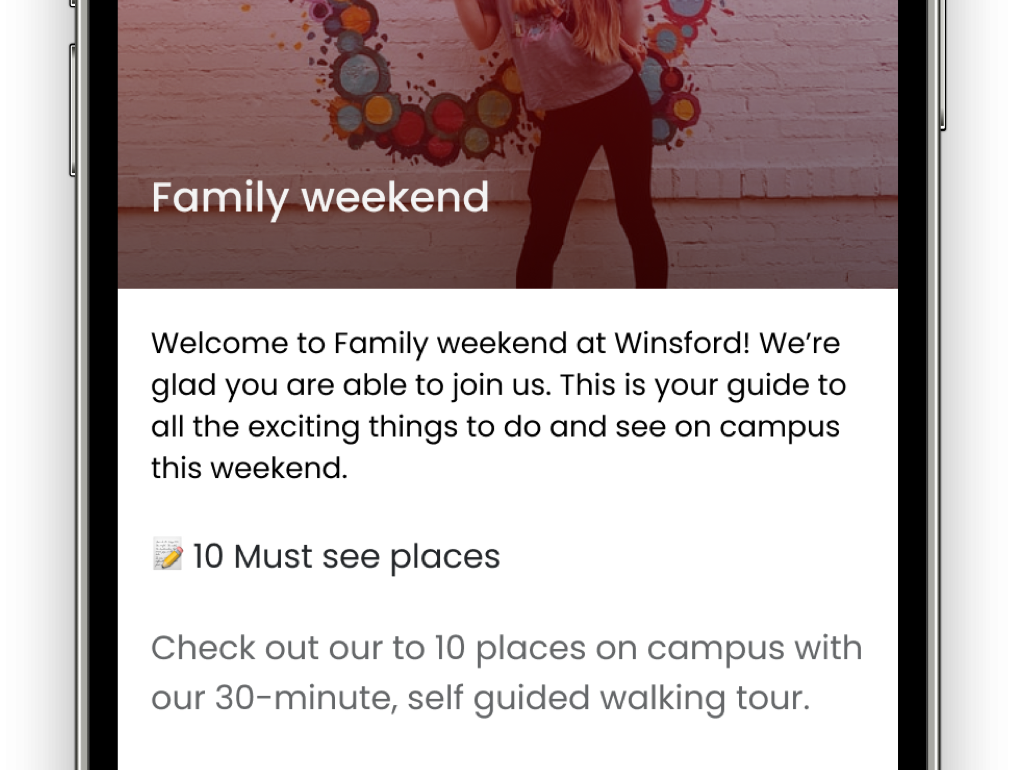 Family weekend
Welcome to Family weekend at Winsford! We’re
glad you are able to join us. This is your guide to
all the exciting things to do and see on campus
this weekend.
📝 10 Must see places
Check out our to 10 places on campus with
our 30-minute, self guided walking tour.